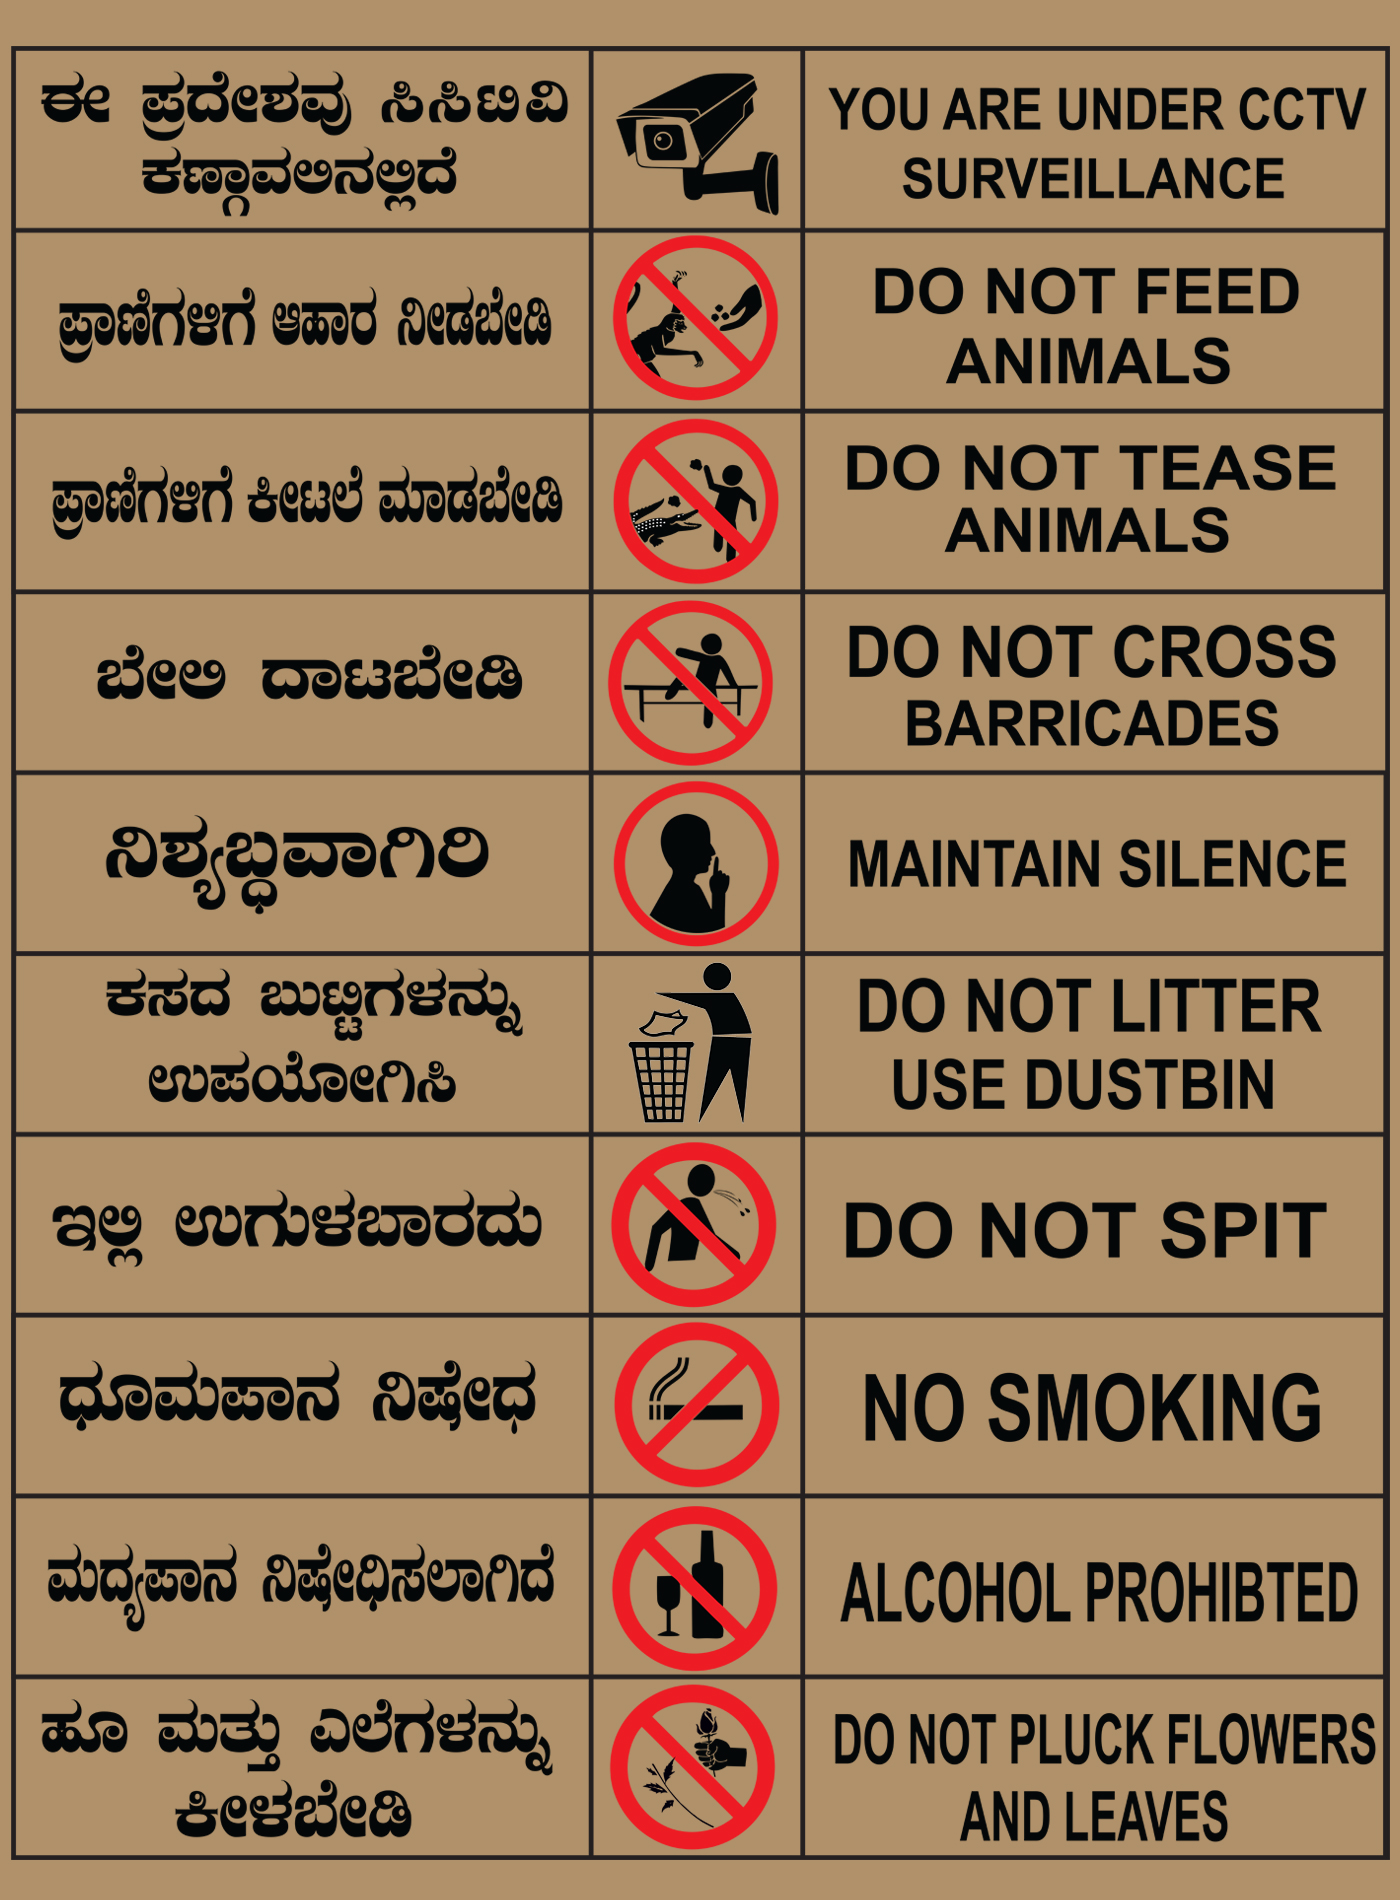 ಈ ಪ್ರದೇಶವು ಸಿಸಿಟಿವಿ
ಕಣ್ಗಾವಲಿನಲ್ಲಿದೆ
YOU ARE UNDER CCTV
SURVEILLANCE
ಪ್ರಾಣಿಗಳಿಗೆ ಆಹಾರ ನೀಡಬೇಡಿ
DO NOT FEED
ANIMALS
ಪ್ರಾಣಿಗಳಿಗೆ ಕೀಟಲೆ ಮಾಡಬೇಡಿ
DO NOT TEASE
ANIMALS
ಬೇಲಿ ದಾಟಬೇಡಿ
DO NOT CROSS
BARRICADES
ನಿಶ್ಯಬ್ಧವಾಗಿರಿ
MAINTAIN SILENCE
ಕಸದ ಬುಟ್ಟಿಗಳನ್ನು
ಉಪಯೋಗಿಸಿ
DO NOT LITTER
USE DUSTBIN
ಇಲ್ಲಿ ಉಗುಳಬಾರದು
DO NOT SPIT
ಧೂಮಪಾನ ನಿಷೇಧ
NO SMOKING
ಮದ್ಯಪಾನ ನಿಷೇಧಿಸಲಾಗಿದೆ
ALCOHOL PROHIBTED
ಹೂ ಮತ್ತು ಎಲೆಗಳನ್ನು
ಕೀಳಬೇಡಿ
DO NOT PLUCK FLOWERS
AND LEAVES